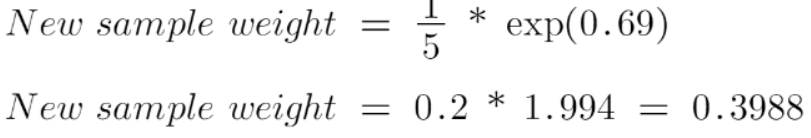 New sample weight = 1/5 * exp(0.69)
New sample weight = 0.2 * 1.994 = 0.3988